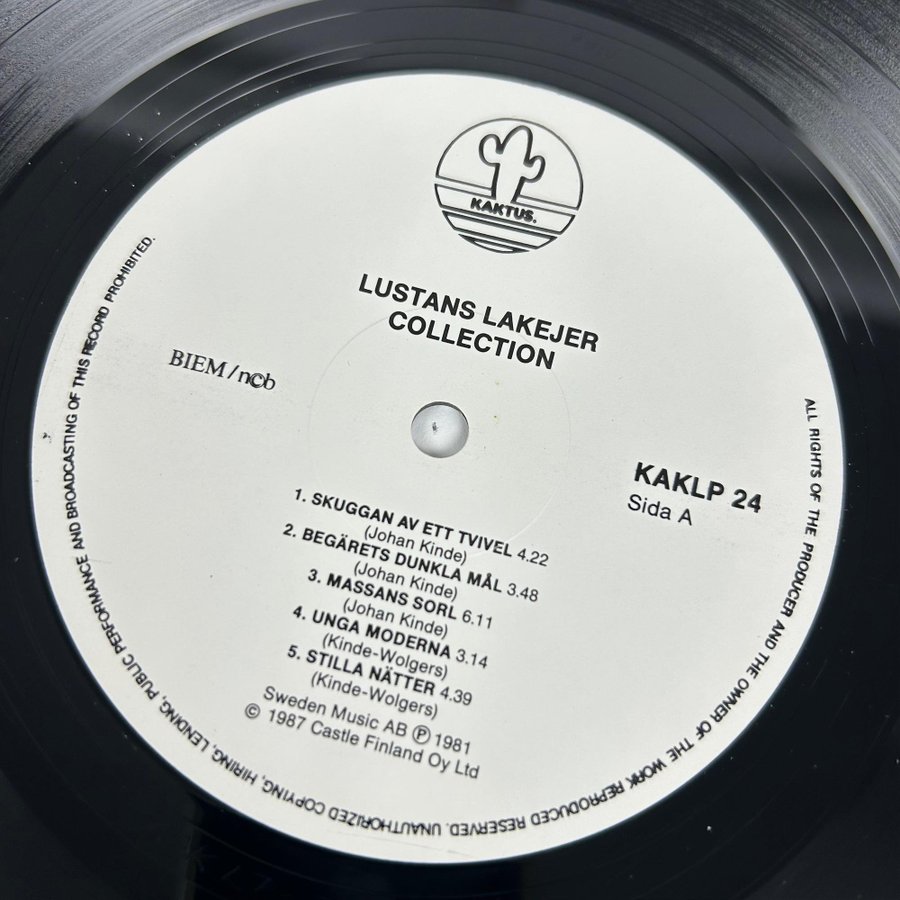 KAKTUS.
LUSTANS LAKEJER
COLLECTION
BIEM/ncb
KAKLP 24
Sida A
1. SKUGGAN AV ETT TVIVEL 4.22
(Johan Kinde)
2. BEGÄRETS DUNKLA MÅL 3.48
(Johan Kinde)
3. MASSANS SORL 6.11
(Johan Kinde)
4. UNGA MODERNA 3.14
(Kinde-Wolgers)
5. STILLA NÄTTER 4.39
(Kinde-Wolgers)
Sweden Music AB Ⓟ 1981
© 1987 Castle Finland Oy Ltd
ALL RIGHTS OF THE PRODUCER AND THE OWNER OF THE WORK REPRODUCED RESERVED. UNAUTHORIZED COPYING, HIRING, LENDING, PUBLIC PERFORMANCE AND BROADCASTING OF THIS RECORD PROHIBITED.